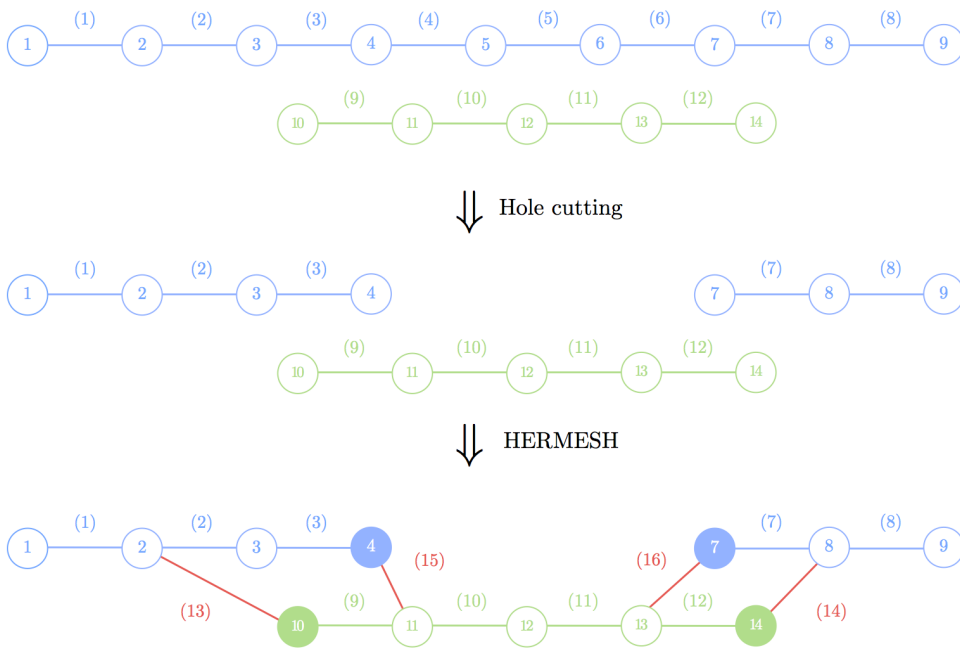 (1) (2) (3) (4) (5) (6) (7) (8)
1 2 3 4 5 6 7 8 9
(9) (10) (11) (12)
10 11 12 13 14
⇓ Hole cutting
(1) (2) (3) (7) (8)
1 2 3 4 7 8 9
(9) (10) (11) (12)
10 11 12 13 14
⇓ HERMESH
(1) (2) (3) (7) (8)
1 2 3 4 7 8 9
(15) (16)
(13) (9) (10) (11) (12) (14)
10 11 12 13 14